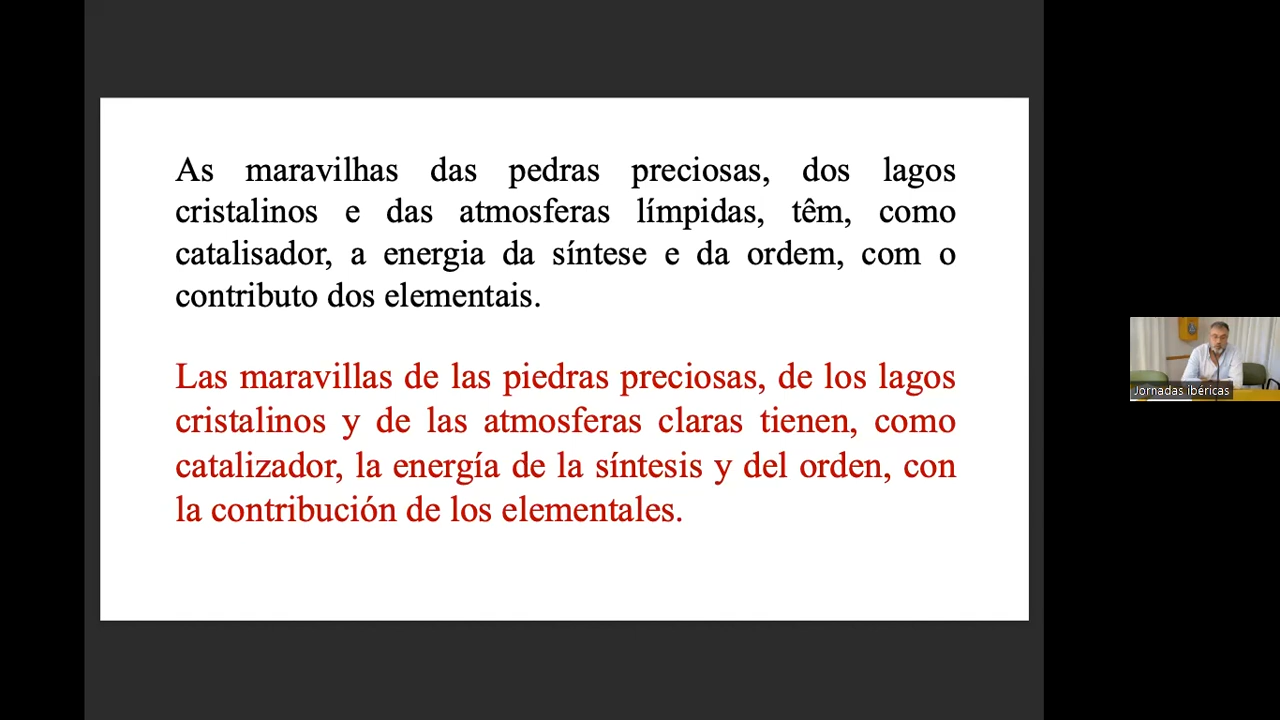 As maravilhas das pedras preciosas, dos lagos
cristalinos e das atmosferas límpidas, têm, como
catalisador, a energia da síntese e da ordem, com o
contributo dos elementais.
Las maravillas de las piedras preciosas, de los lagos
cristalinos y de las atmosferas claras tienen, como
catalizador, la energía de la síntesis y del orden, con
la contribución de los elementales.
Jornadas ibéricas